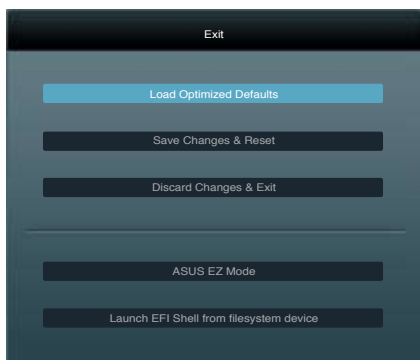 Exit
Load Optimized Defaults
Save Changes & Reset
Discard Changes & Exit
ASUS EZ Mode
Launch EFI Shell from filesystem device